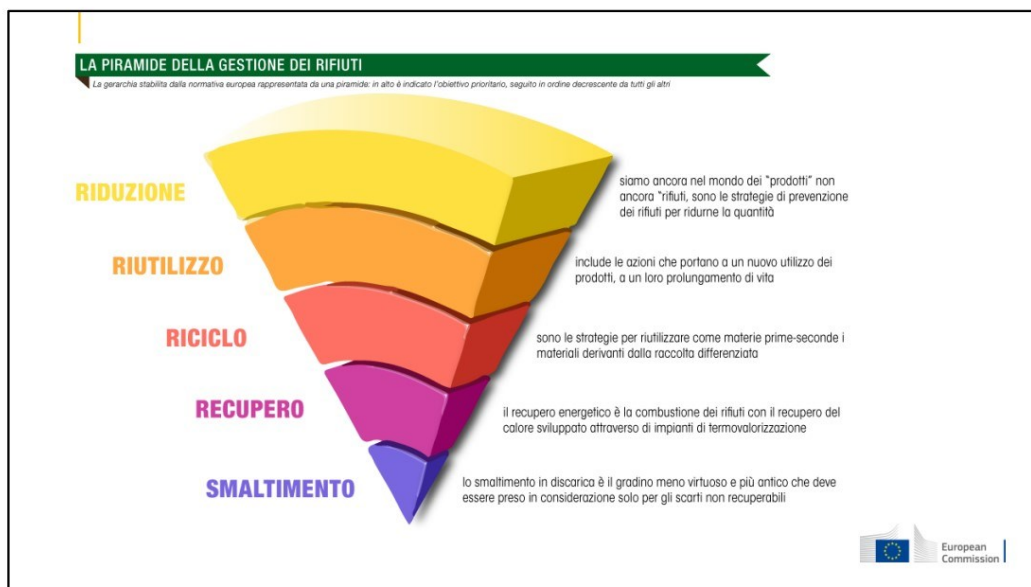 LA PIRAMIDE DELLA GESTIONE DEI RIFIUTI
La gerarchia stabilita dalla normativa europea rappresentata da una piramide: in alto è indicato l'obiettivo prioritario, seguito in ordine decrescente da tutti gli altri
RIDUZIONE
siamo ancora nel mondo dei "prodotti" non
ancora "rifiuti, sono le strategie di prevenzione
dei rifiuti per ridurne la quantità
RIUTILIZZO
include le azioni che portano a un nuovo utilizzo dei
prodotti, a un loro prolungamento di vita
RICICLO
sono le strategie per riutilizzare come materie prime-seconde i
materiali derivanti dalla raccolta differenziata
RECUPERO
il recupero energetico è la combustione dei rifiuti con il recupero del
calore sviluppato attraverso di impianti di termovalorizzazione
SMALTIMENTO
lo smaltimento in discarica è il gradino meno virtuoso e più antico che deve
essere preso in considerazione solo per gli scarti non recuperabili
European
Commission